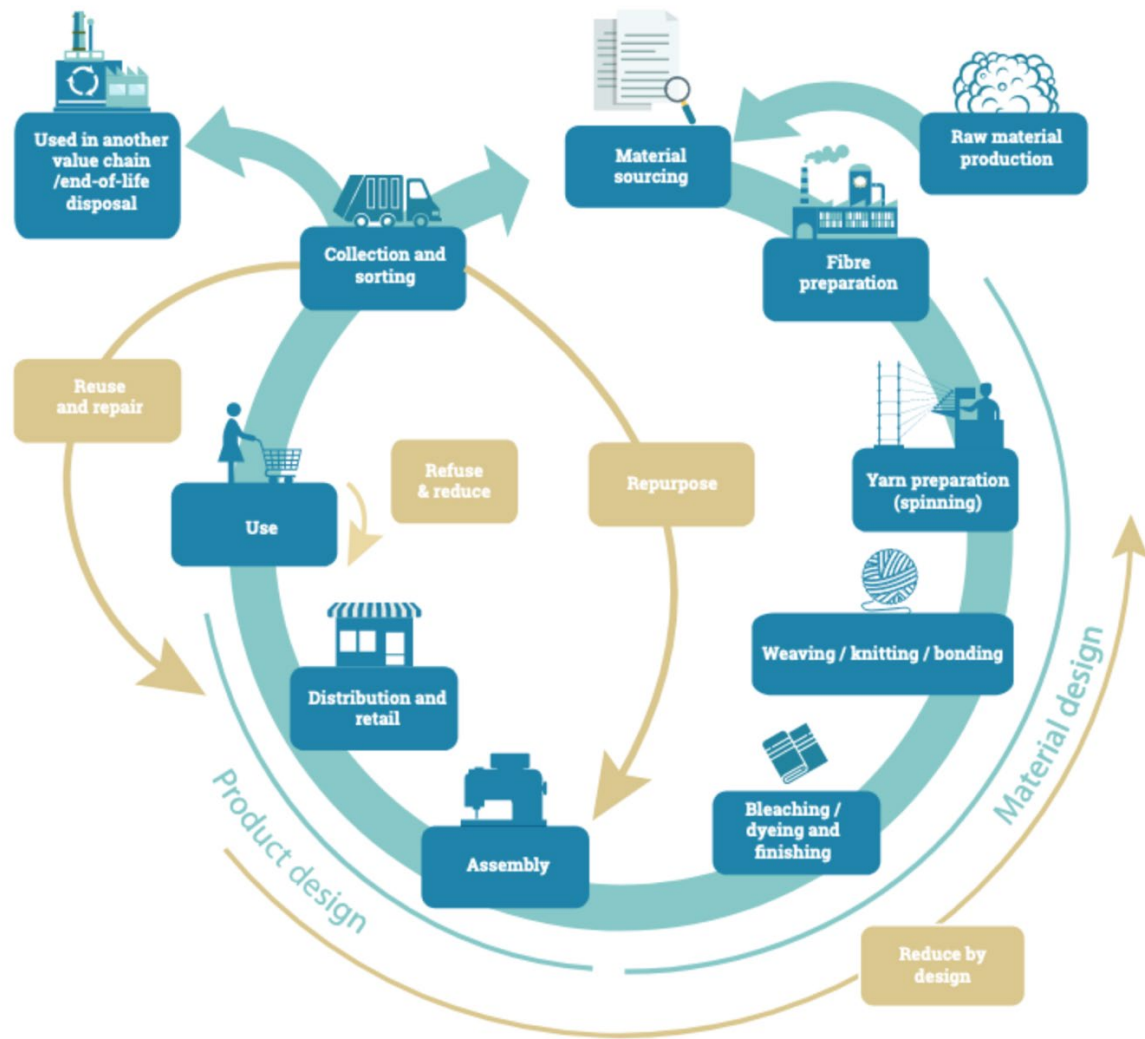 Used in another
value chain
/end-of-life
disposal
Material
sourcing
Raw material
production
Collection and
sorting
Fibre
preparation
Reuse
and repair
Refuse
& reduce
Repurpose
Yarn preparation
(spinning)
Use
Weaving / knitting / bonding
Distribution and
retail
Material design
Bleaching /
dyeing and
finishing
Product design
Assembly
Reduce by
design